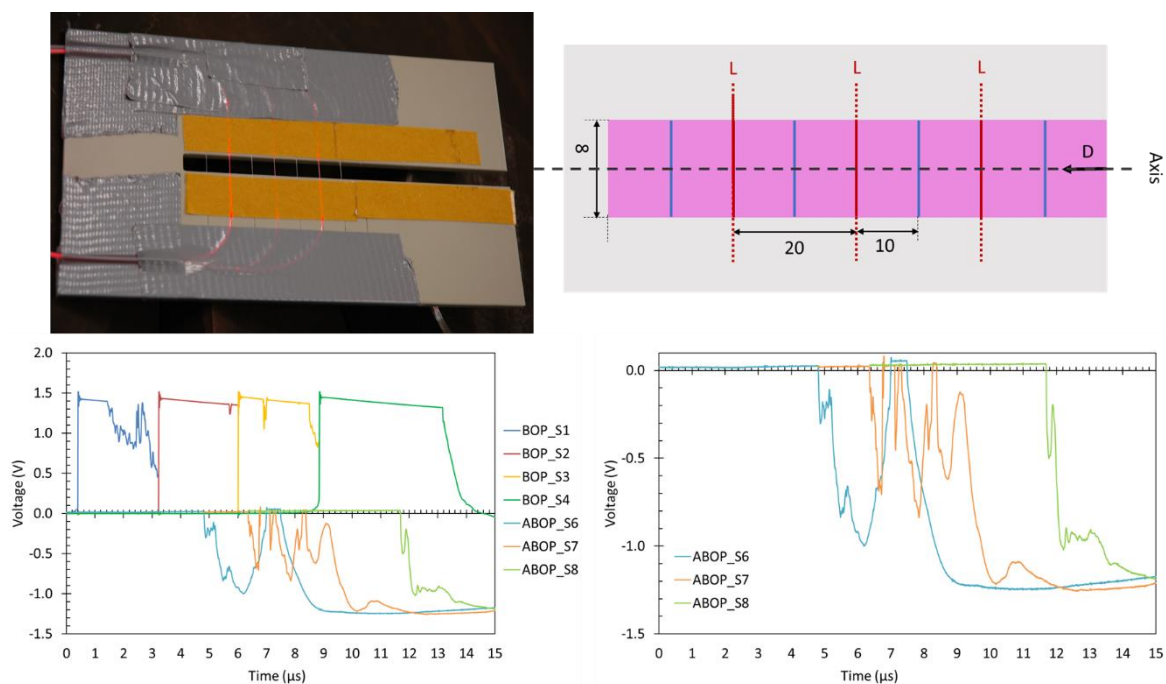 L L L
8
D
Axis
20
10
2.0
1.5
1.0
0.5
0.0
-0.5
-1.0
-1.5
Voltage (V)
0 1 2 3 4 5 6 7 8 9 10 11 12 13 14 15
Time (µs)
BOP_S1
BOP_S2
BOP_S3
BOP_S4
ABOP_S6
ABOP_S7
ABOP_S8
0.0
-0.5
-1.0
-1.5
Voltage (V)
ABOP_S6
ABOP_S7
ABOP_S8
0 1 2 3 4 5 6 7 8 9 10 11 12 13 14 15
Time (µs)